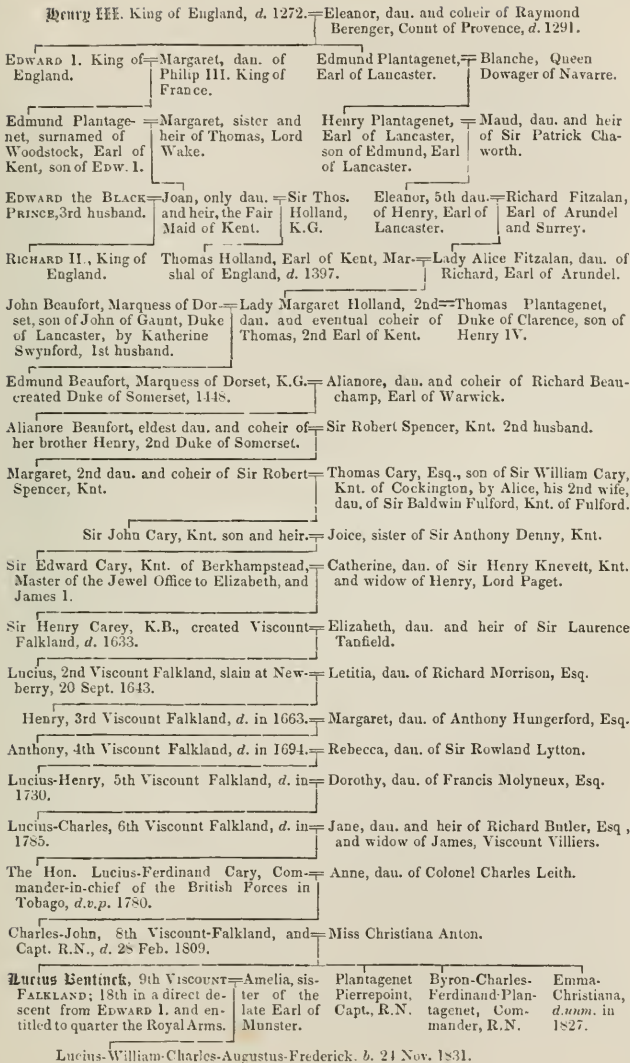 Henry III. King of England, d. 1272.=Eleanor, dau. and coheir of Raymond
Berenger, Count of Provence, d. 1291.
EDWARD I. King of
England.
=Margaret, dau. of
Philip III. King of
France.
Edmund Plantagenet,
Earl of Lancaster.
=Blanche, Queen
Dowager of Navarre.
Edmund Plantage-
net, surnamed of
Woodstock, Earl of
Kent, son of EDW. I.
=Margaret, sister and
heir of Thomas, Lord
Wake.
Henry Plantagenet,
Earl of Lancaster,
son of Edmund, Earl
of Lancaster.
=Maud, dau. and heir
of Sir Patrick Cha-
worth.
EDWARD the BLACK
PRINCE, 3rd husband.
=Joan, only dau.
and heir, the Fair
Maid of Kent.
=Sir Thos.
Holland,
K.G.
Eleanor, 5th dau.
of Henry, Earl of
Lancaster.
=Richard Fitzalan,
Earl of Arundel
and Surrey.
RICHARD II., King of
England.
Thomas Holland, Earl of Kent, Mar-
shal of England, d. 1397.
=Lady Alice Fitzalan, dau. of
Richard, Earl of Arundel.
John Beaufort, Marquess of Dor-
set, son of John of Gaunt, Duke
of Lancaster, by Katherine
Swynford, 1st husband.
=Lady Margaret Holland, 2nd
dau. and eventual coheir of
Thomas, 2nd Earl of Kent.
=Thomas Plantagenet,
Duke of Clarence, son of
Henry IV.
Edmund Beaufort, Marquess of Dorset, K.G.
created Duke of Somerset, 1448.
=Alianore, dau. and coheir of Richard Beau-
champ, Earl of Warwick.
Alianore Beaufort, eldest dau. and coheir of
her brother Henry, 2nd Duke of Somerset.
=Sir Robert Spencer, Knt. 2nd husband.
Margaret, 2nd dau. and coheir of Sir Robert
Spencer, Knt.
=Thomas Cary, Esq., son of Sir William Cary,
Knt. of Cockington, by Alice, his 2nd wife,
dau. of Sir Baldwin Fulford, Knt. of Fulford.
Sir John Cary, Knt. son and heir.=Joice, sister of Sir Anthony Denny, Knt.
Sir Edward Cary, Knt. of Berkhampstead,
Master of the Jewel Office to Elizabeth, and
James I.
=Catherine, dau. of Sir Henry Knevett, Knt.
and widow of Henry, Lord Paget.
Sir Henry Carey, K.B., created Viscount
Falkland, d. 1633.
=Elizabeth, dau. and heir of Sir Laurence
Tanfield.
Lucius, 2nd Viscount Falkland, slain at New-
berry, 20 Sept. 1643.
=Letitia, dau. of Richard Morrison, Esq.
Henry, 3rd Viscount Falkland, d. in 1663.=Margaret, dau. of Anthony Hungerford, Esq.
Anthony, 4th Viscount Falkland, d. in 1694.=Rebecca, dau. of Sir Rowland Lytton.
Lucius-Henry, 5th Viscount Falkland, d. in
1730.
=Dorothy, dau. of Francis Molyneux, Esq.
Lucius-Charles, 6th Viscount Falkland, d. in
1785.
=Jane, dau. and heir of Richard Butler, Esq,
and widow of James, Viscount Villiers.
The Hon. Lucius-Ferdinand Cary, Com-
mander-in-chief of the British Forces in
Tobago, d.v.p. 1780.
=Anne, dau. of Colonel Charles Leith.
Charles-John, 8th Viscount-Falkland, and
Capt. R.N., d. 28 Feb. 1809.
=Miss Christiana Anton.
Lucius Bentinck, 9th VISCOUNT
FALKLAND; 18th in a direct de-
scent from EDWARD I. and en-
titled to quarter the Royal Arms.
=Amelia, sis-
ter of the
late Earl of
Munster.
Plantagenet
Pierrepoint,
Capt., R.N.
Byron-Charles-
Ferdinand-Plan-
tagenet, Com-
mander, R.N.
Emma-
Christiana,
d.unm. in
1827.
Lucius-William-Charles-Augustus-Frederick. b. 24 Nov. 1831.